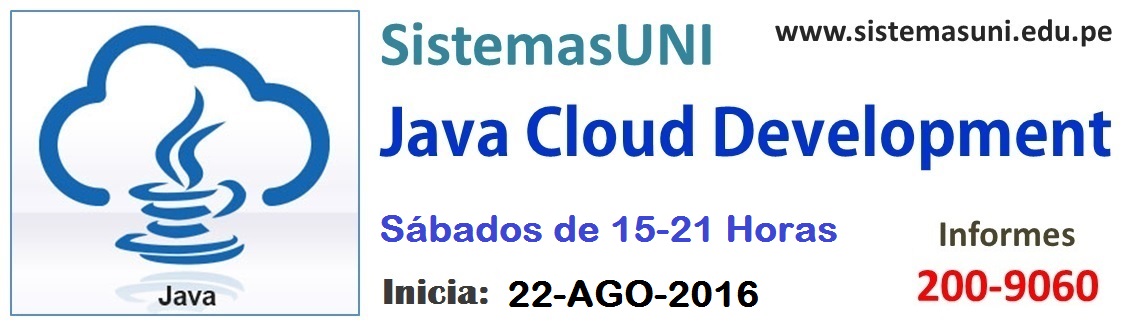 SistemasUNI
www.sistemasuni.edu.pe
Java Cloud Development
Sábados de 15-21 Horas
Informes
Inicia: 22-AGO-2016
200-9060
Java